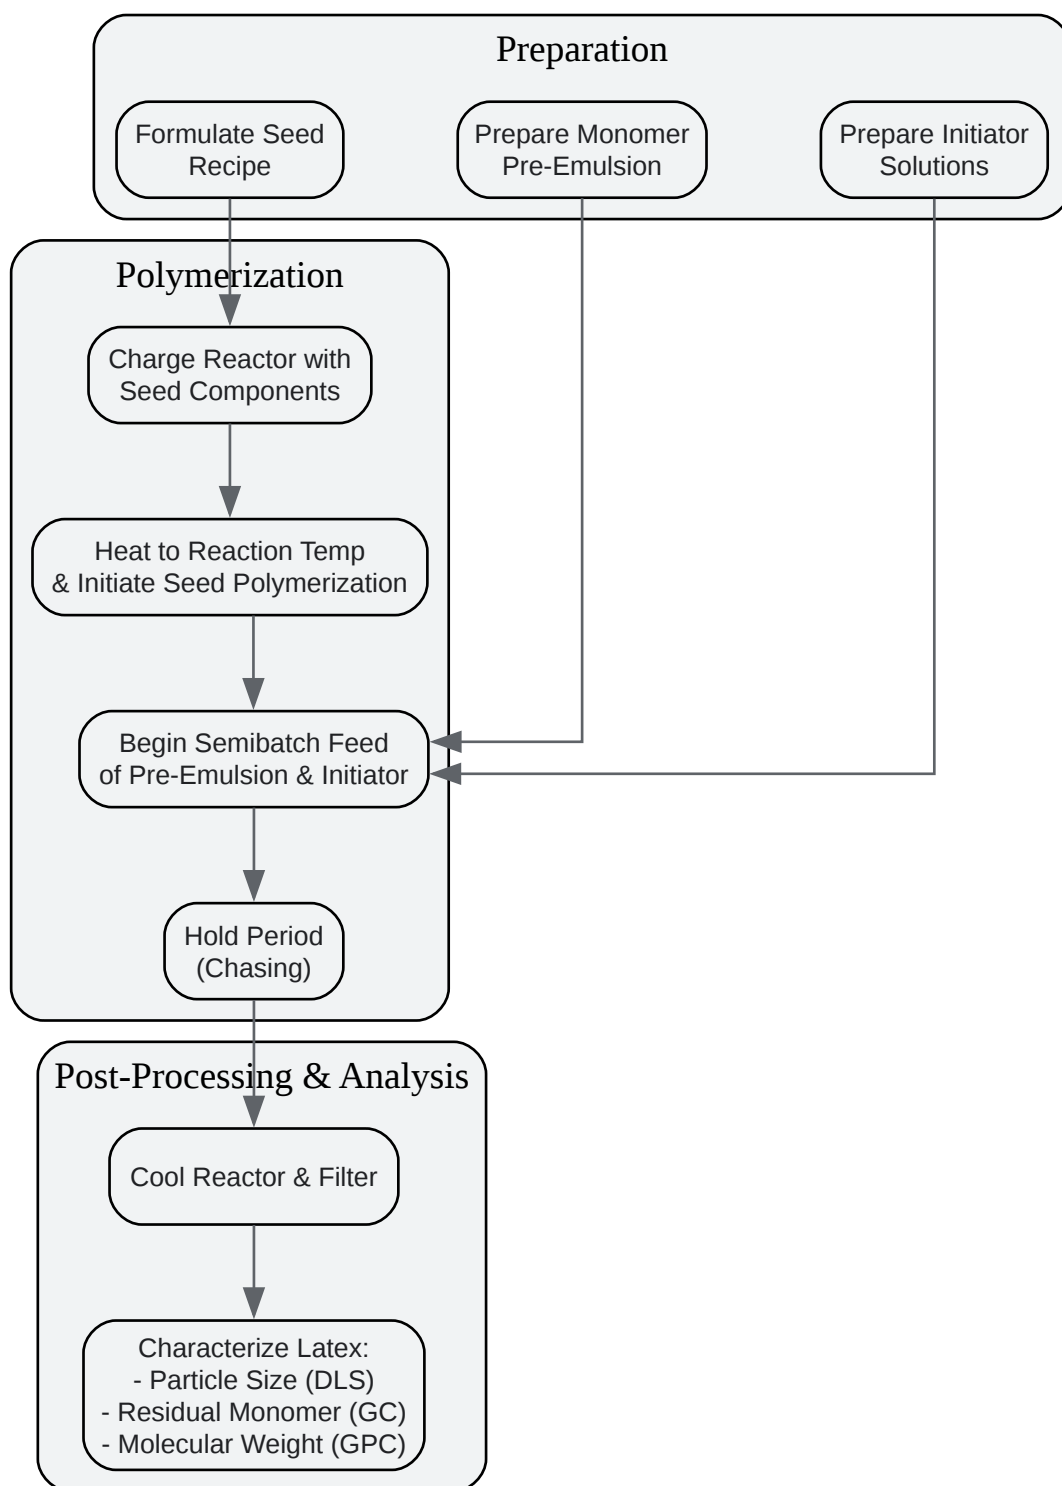 Preparation
Formulate Seed
Recipe
Prepare Monomer
Pre-Emulsion
Prepare Initiator
Solutions
Polymerization
Charge Reactor with
Seed Components
Heat to Reaction Temp
& Initiate Seed Polymerization
Begin Semibatch Feed
of Pre-Emulsion & Initiator
Hold Period
(Chasing)
Post-Processing & Analysis
Cool Reactor & Filter
Characterize Latex:
- Particle Size (DLS)
- Residual Monomer (GC)
- Molecular Weight (GPC)